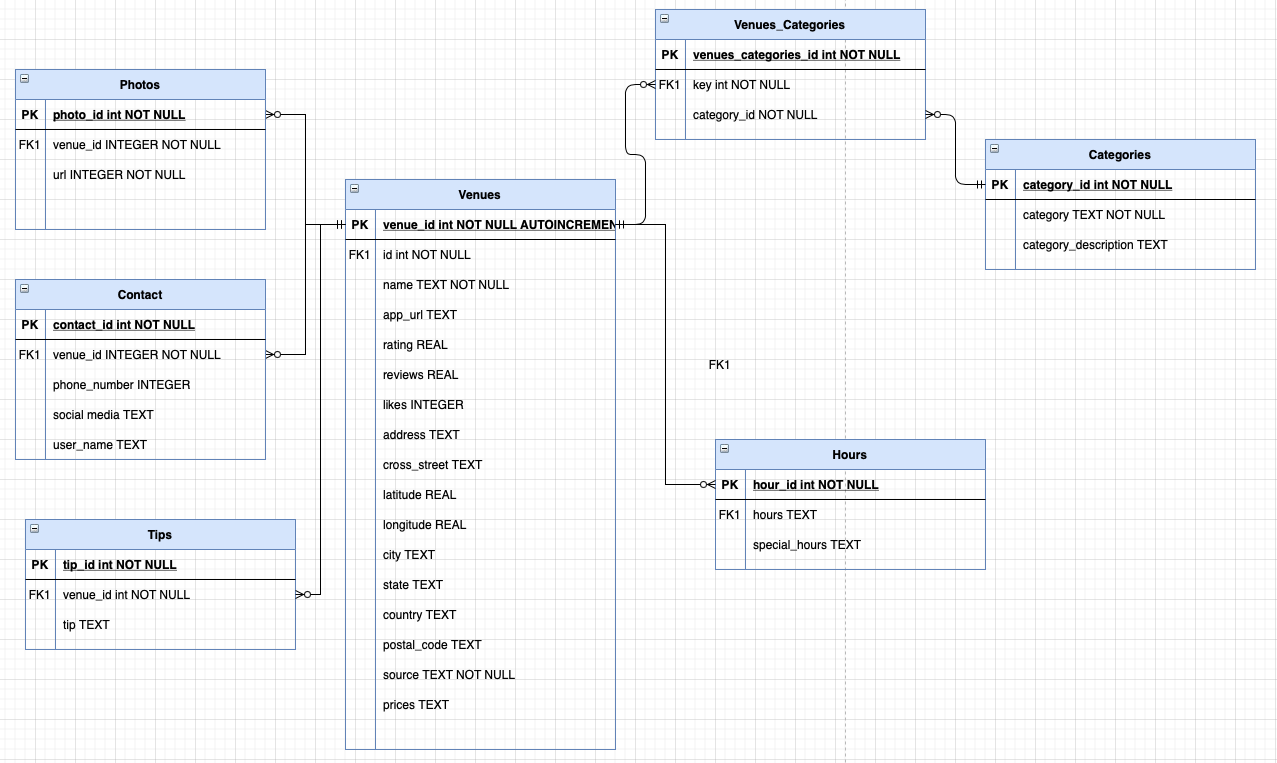 Venues_Categories
PK venues_categories_id int NOT NULL
FK1 key int NOT NULL
category_id NOT NULL
Photos
PK photo_id int NOT NULL
FK1 venue_id INTEGER NOT NULL
url INTEGER NOT NULL
Categories
PK category_id int NOT NULL
category TEXT NOT NULL
category_description TEXT
Venues
PK venue_id int NOT NULL AUTOINCREMEN
FK1 id int NOT NULL
name TEXT NOT NULL
app_url TEXT
rating REAL
reviews REAL
likes INTEGER
address TEXT
cross_street TEXT
latitude REAL
longitude REAL
city TEXT
state TEXT
country TEXT
postal_code TEXT
source TEXT NOT NULL
prices TEXT
Contact
PK contact_id int NOT NULL
FK1 venue_id INTEGER NOT NULL
phone_number INTEGER
social media TEXT
user_name TEXT
FK1
Hours
PK hour_id int NOT NULL
FK1 hours TEXT
special_hours TEXT
Tips
PK tip_id int NOT NULL
FK1 venue_id int NOT NULL
tip TEXT